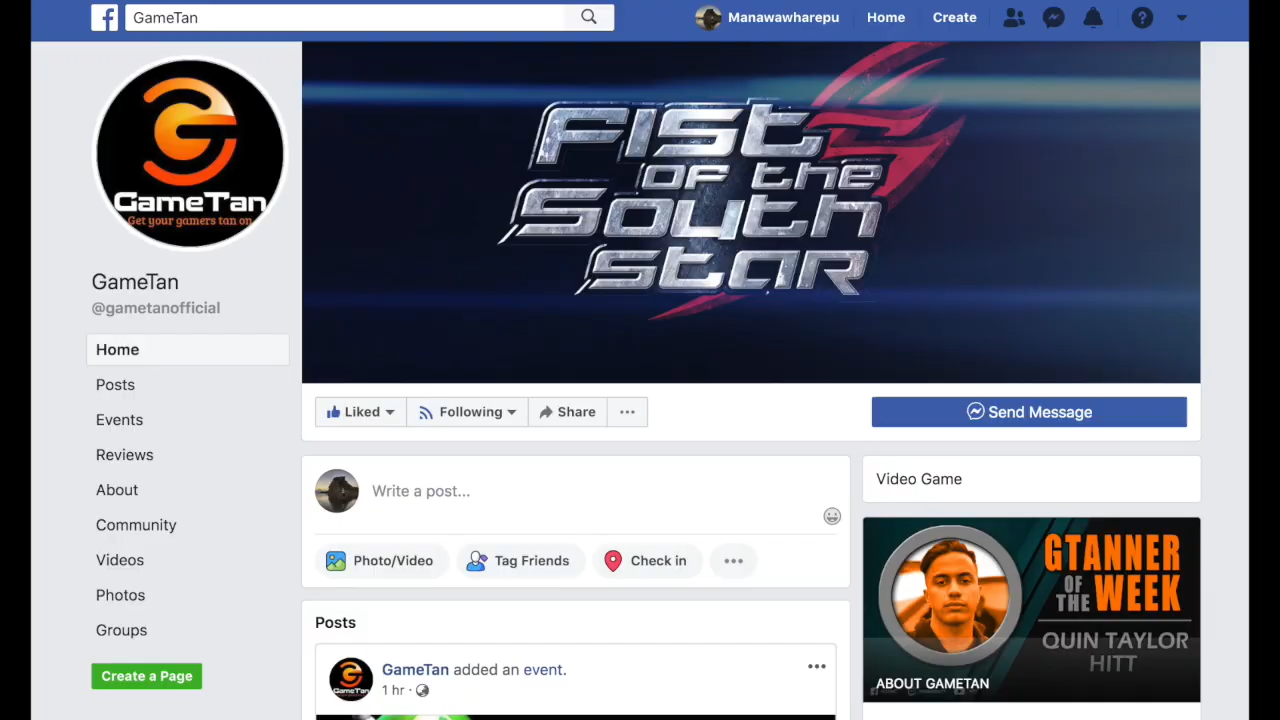 GameTan
Manawawharepu
Home
Create
GameTan
Get your gamers tan on
Fist
of the
South
Star
GameTan
@gametanofficial
Home
Posts
Events
Reviews
About
Community
Videos
Photos
Groups
Create a Page
Liked
Following
Share
Send Message
Write a post...
Photo/Video
Tag Friends
Check in
Posts
GameTan added an event.
1 hr ·
GameTan
Video Game
GTANNER
OF
THE WEEK
QUIN TAYLOR
HITT
ABOUT GAMETAN